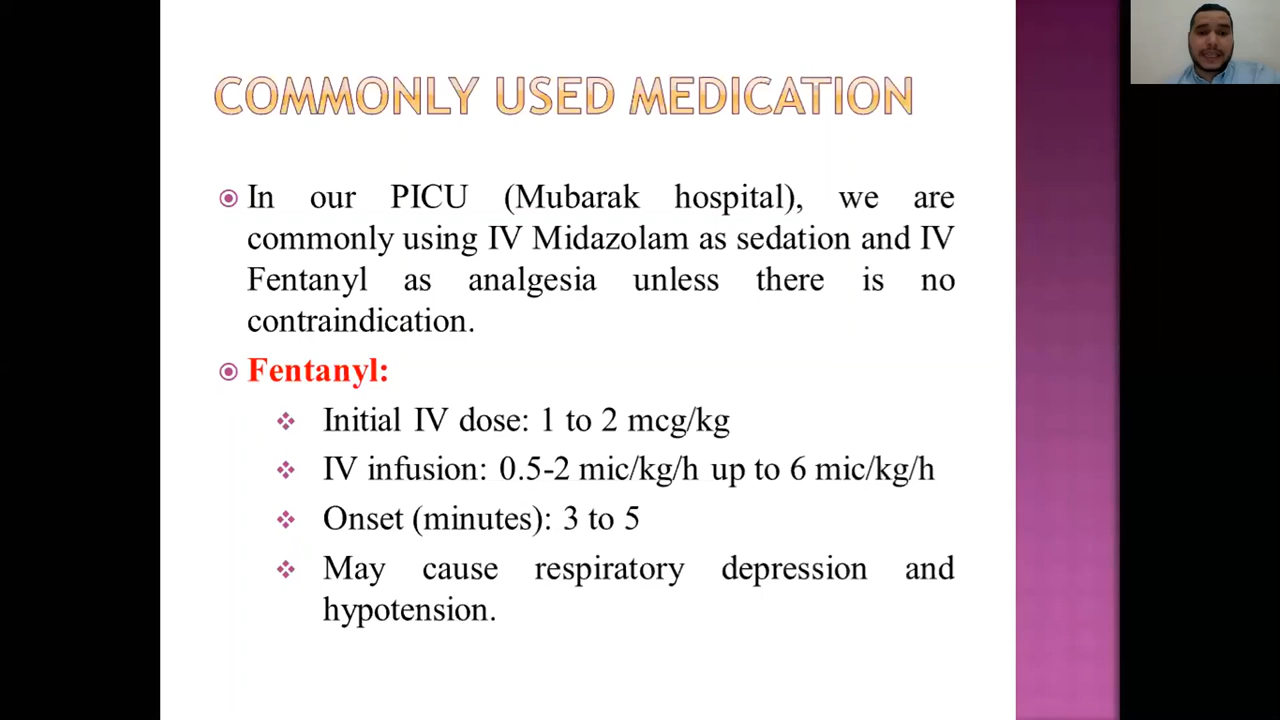 COMMONLY USED MEDICATION
In our PICU (Mubarak hospital), we are
commonly using IV Midazolam as sedation and IV
Fentanyl as analgesia unless there is no
contraindication.
Fentanyl:
Initial IV dose: 1 to 2 mcg/kg
IV infusion: 0.5-2 mic/kg/h up to 6 mic/kg/h
Onset (minutes): 3 to 5
May cause respiratory depression and
hypotension.